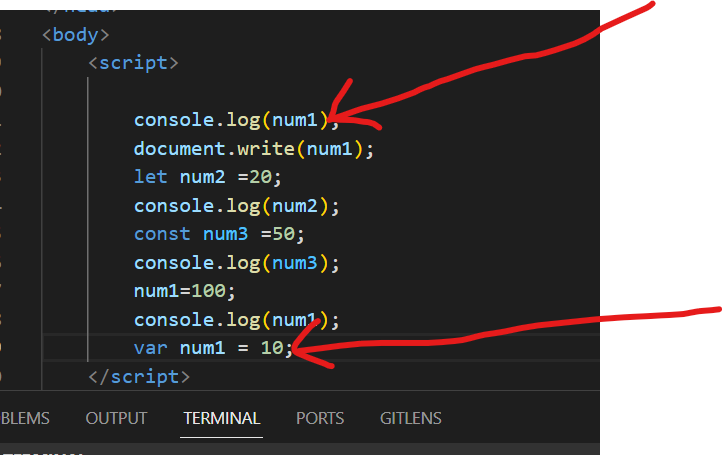 <body>
<script>
console.log(num1);
document.write(num1);
let num2 =20;
console.log(num2);
const num3 =50;
console.log(num3);
num1=100;
console.log(num1);
var num1 = 10;
</script>
OBLEMS OUTPUT TERMINAL PORTS GITLENS